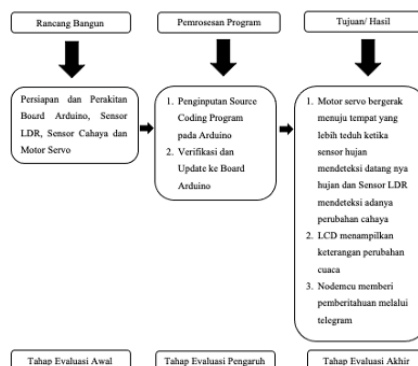 Rancang Bangun
Pemrosesan Program
Tujuan/ Hasil
Persiapan dan Perakitan
Board Arduino, Sensor
LDR, Sensor Cahaya dan
Motor Servo
1. Penginputan Source
Coding Program
pada Arduino
2. Verifikasi dan
Update ke Board
Arduino
1. Motor servo bergerak
menuju tempat yang
lebih teduh ketika
sensor hujan
mendeteksi datang nya
hujan dan Sensor LDR
mendeteksi adanya
perubahan cahaya
2. LCD menampilkan
keterangan perubahan
cuaca
3. Nodemcu memberi
pemberitahuan melalui
telegram
Tahap Evaluasi Awal
Tahap Evaluasi Pengaruh
Tahap Evaluasi Akhir